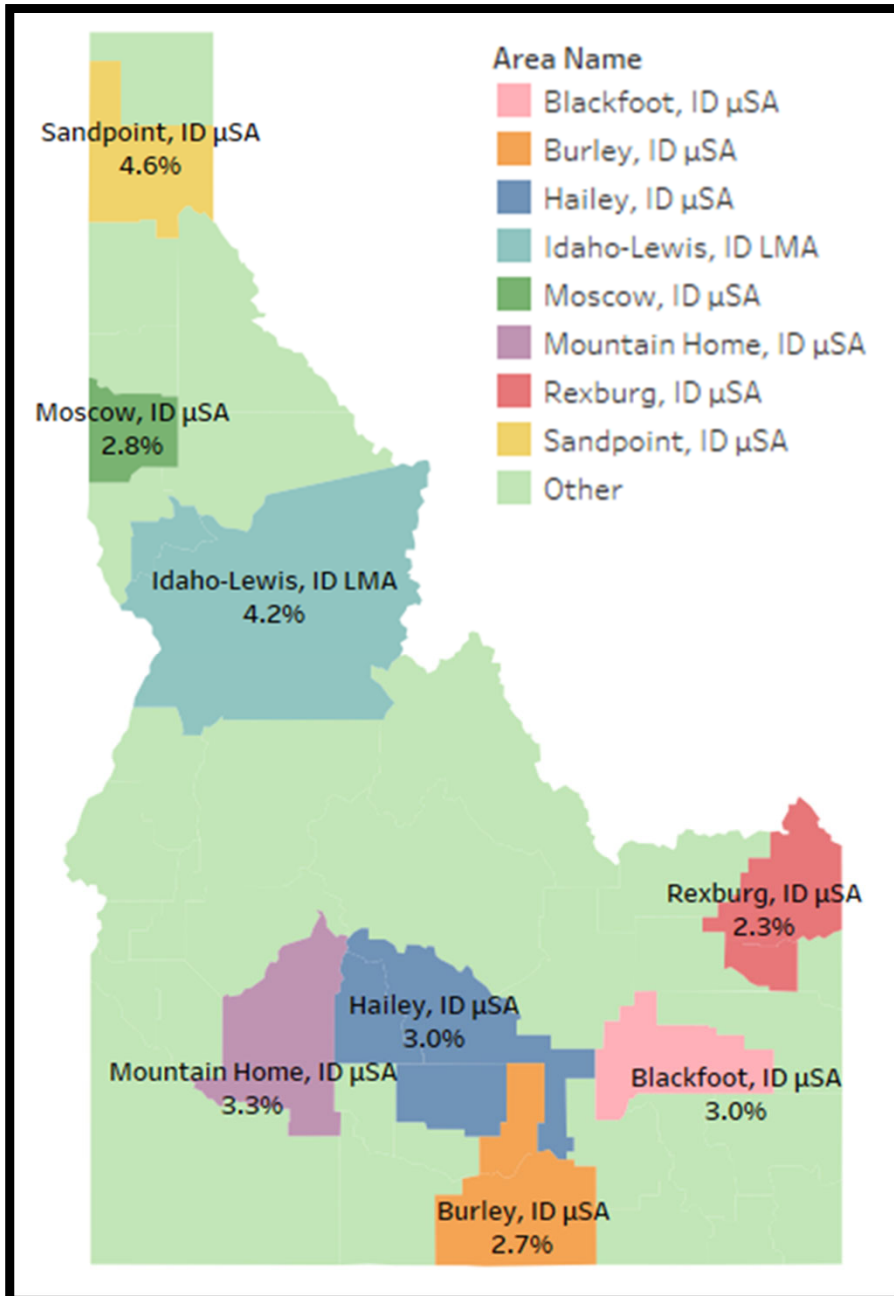 Area Name
Blackfoot, ID µSA
Burley, ID µSA
Hailey, ID µSA
Idaho-Lewis, ID LMA
Moscow, ID µSA
Mountain Home, ID µSA
Rexburg, ID µSA
Sandpoint, ID µSA
Other
Sandpoint, ID µSA
4.6%
Moscow, ID µSA
2.8%
Idaho-Lewis, ID LMA
4.2%
Rexburg, ID µSA
2.3%
Hailey, ID µSA
3.0%
Mountain Home, ID µSA
3.3%
Blackfoot, ID µSA
3.0%
Burley, ID µSA
2.7%